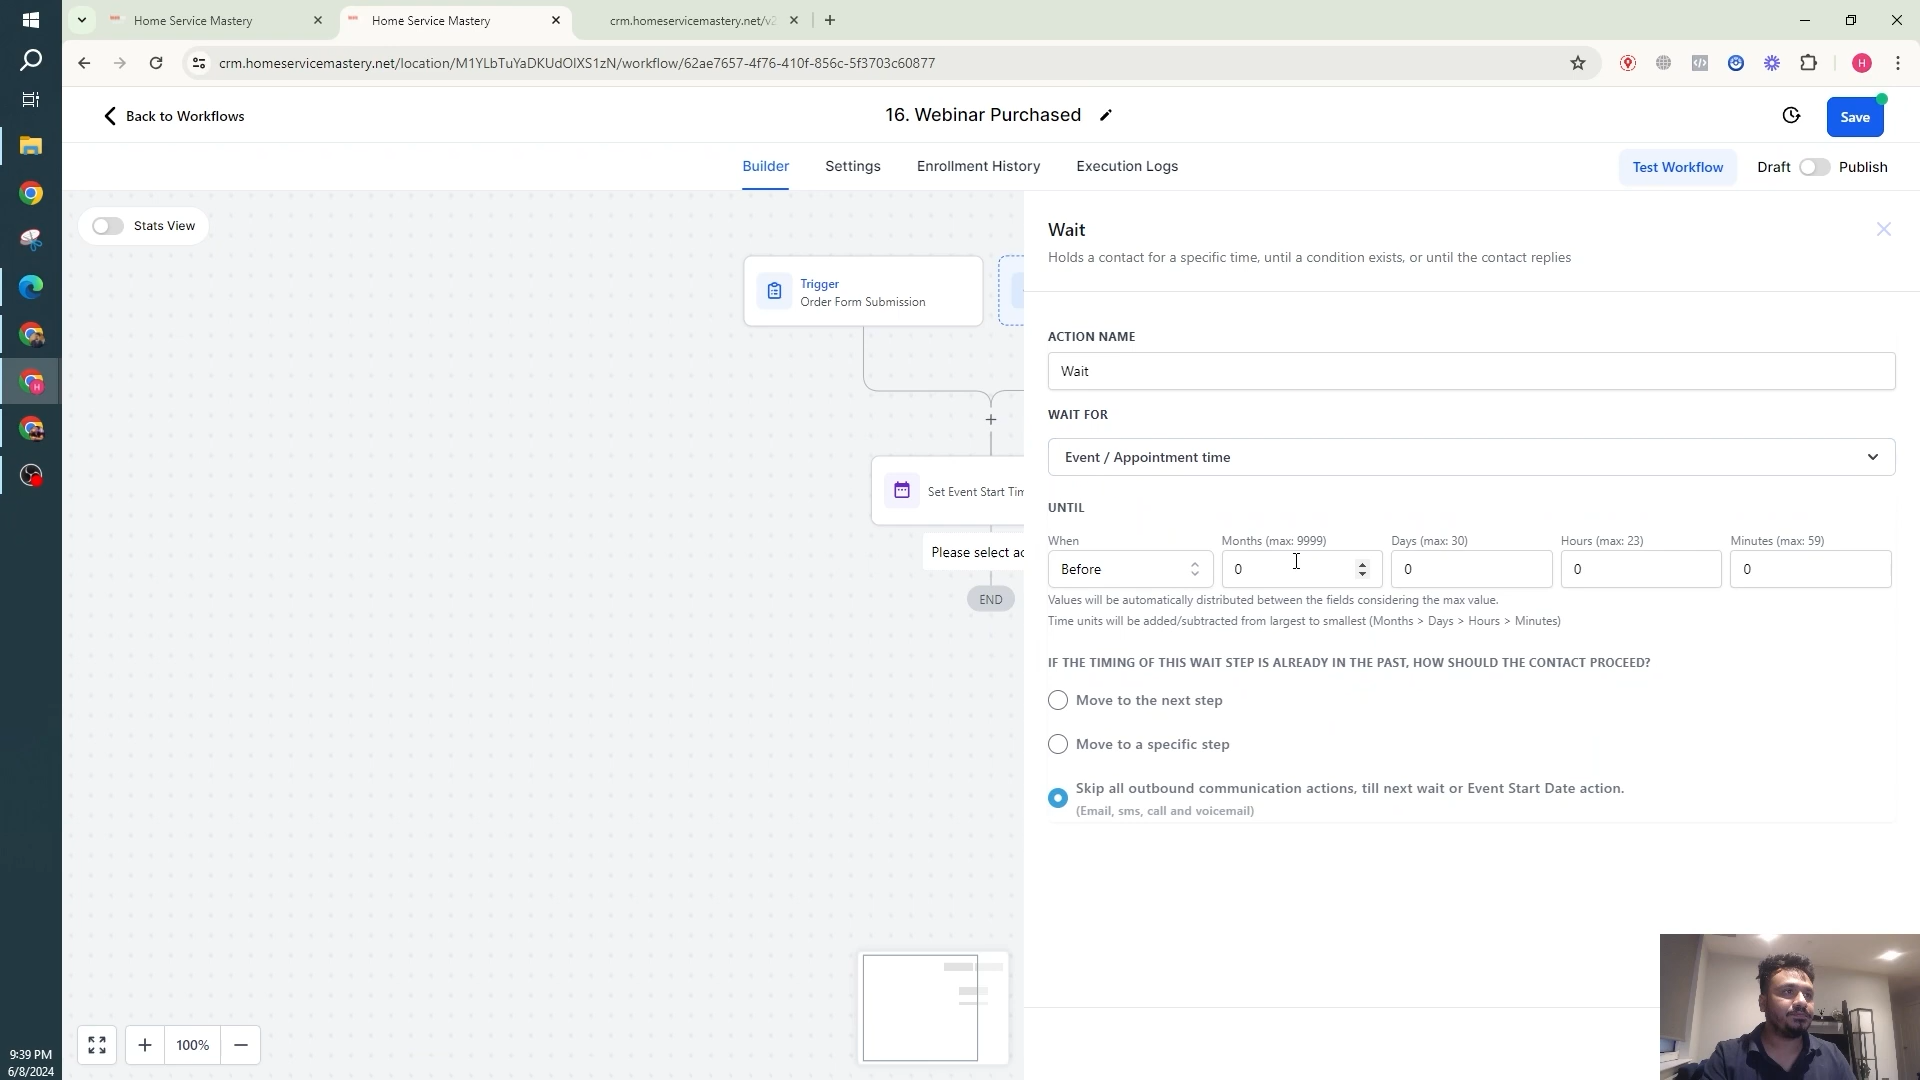 Home Service Mastery
Home Service Mastery
crm.homeservicemastery.net/v2
crm.homeservicemastery.net/location/M1YLbTuYaDKUdOlXS1zN/workflow/62ae7657-4f76-410f-856c-5f3703c60877
H
Back to Workflows
16. Webinar Purchased
Save
Builder
Settings
Enrollment History
Execution Logs
Test Workflow
Draft
Publish
Stats View
Trigger
Order Form Submission
Set Event Start Tim
Please select ac
END
Wait
Holds a contact for a specific time, until a condition exists, or until the contact replies
ACTION NAME
Wait
WAIT FOR
Event / Appointment time
UNTIL
When
Months (max: 9999)
Days (max: 30)
Hours (max: 23)
Minutes (max: 59)
Before
0
0
0
0
Values will be automatically distributed between the fields considering the max value.
Time units will be added/subtracted from largest to smallest (Months > Days > Hours > Minutes)
IF THE TIMING OF THIS WAIT STEP IS ALREADY IN THE PAST, HOW SHOULD THE CONTACT PROCEED?
Move to the next step
Move to a specific step
Skip all outbound communication actions, till next wait or Event Start Date action.
(Email, sms, call and voicemail)
100%
9:39 PM
6/8/2024